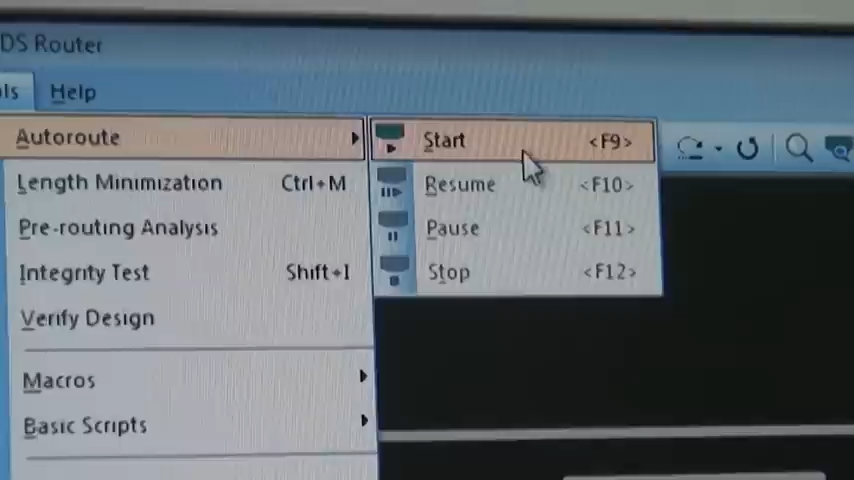 DS Router
ls Help
Autoroute
Start <F9>
Length Minimization Ctrl+M
Resume <F10>
Pre-routing Analysis
Pause <F11>
Integrity Test Shift+I
Stop <F12>
Verify Design
Macros
Basic Scripts